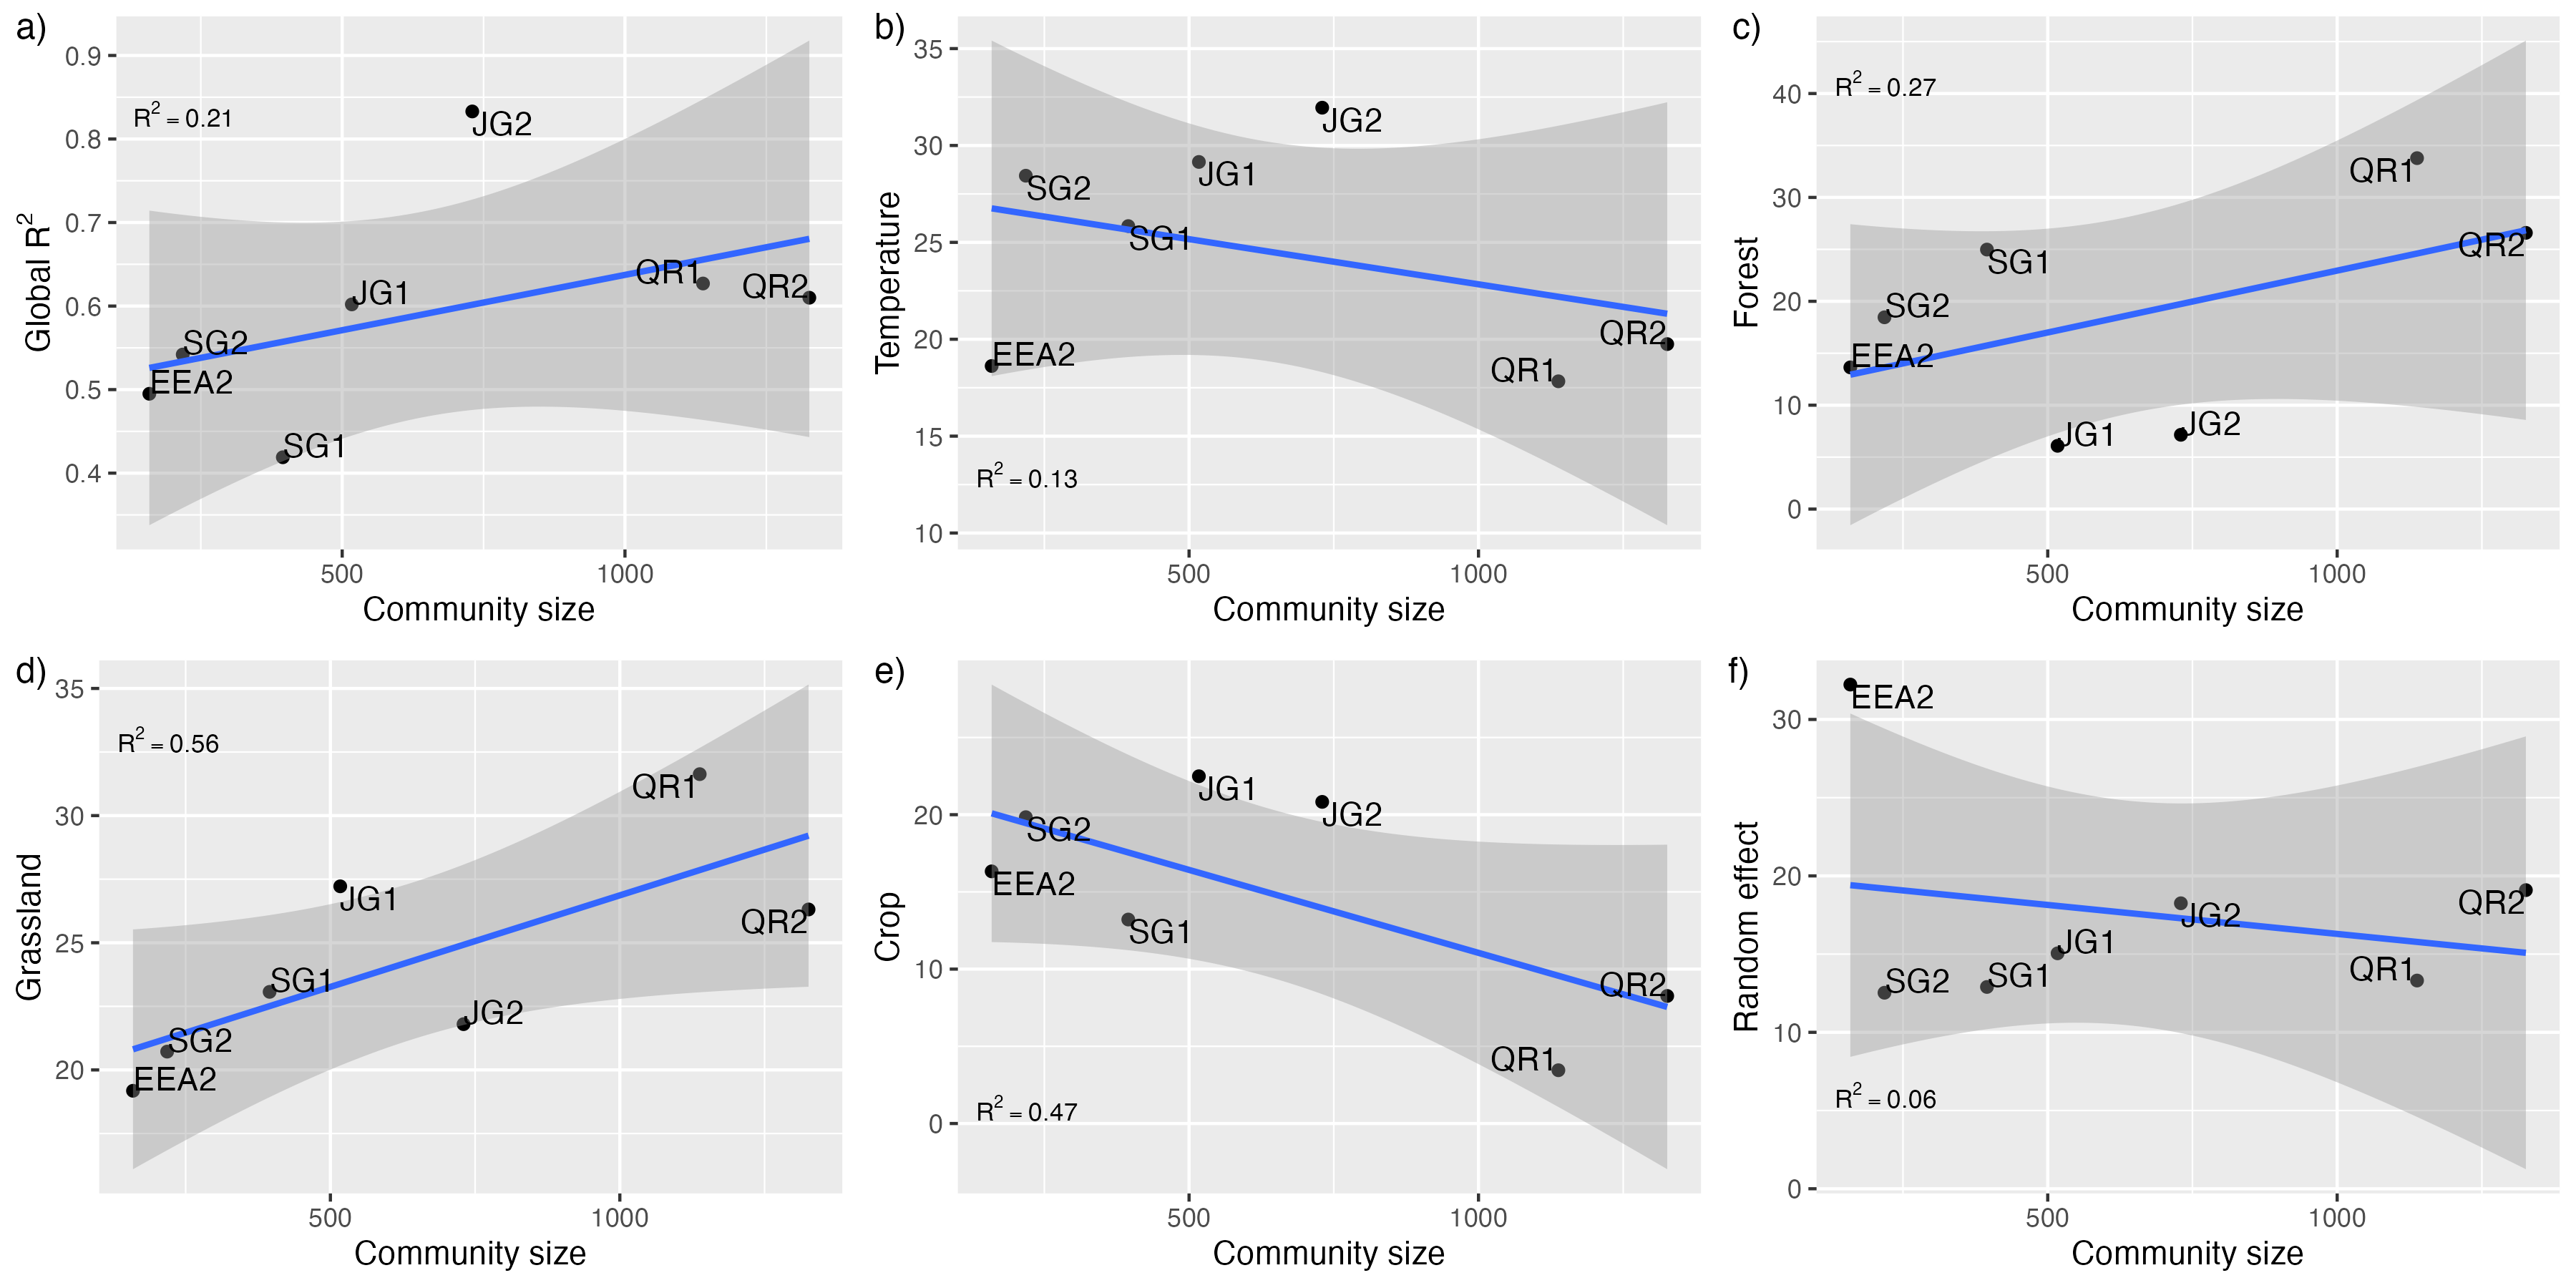 a)
0.9
0.8
0.7
0.6
0.5
0.4
Global R²
R² = 0.21
JG2
JG1
QR1
QR2
SG2
EEA2
SG1
500
1000
Community size
b)
35
30
25
20
15
10
Temperature
JG2
JG1
SG2
SG1
EEA2
QR2
QR1
R² = 0.13
500
1000
Community size
c)
40
30
20
10
0
Forest
R² = 0.27
QR1
QR2
SG1
SG2
EEA2
JG1
JG2
500
1000
Community size
d)
35
30
25
20
Grassland
R² = 0.56
QR1
JG1
QR2
SG1
JG2
SG2
EEA2
500
1000
Community size
e)
20
10
0
Crop
JG1
JG2
SG2
EEA2
SG1
QR2
QR1
R² = 0.47
500
1000
Community size
f)
30
20
10
0
Random effect
EEA2
QR2
JG2
JG1
QR1
SG1
SG2
R² = 0.06
500
1000
Community size